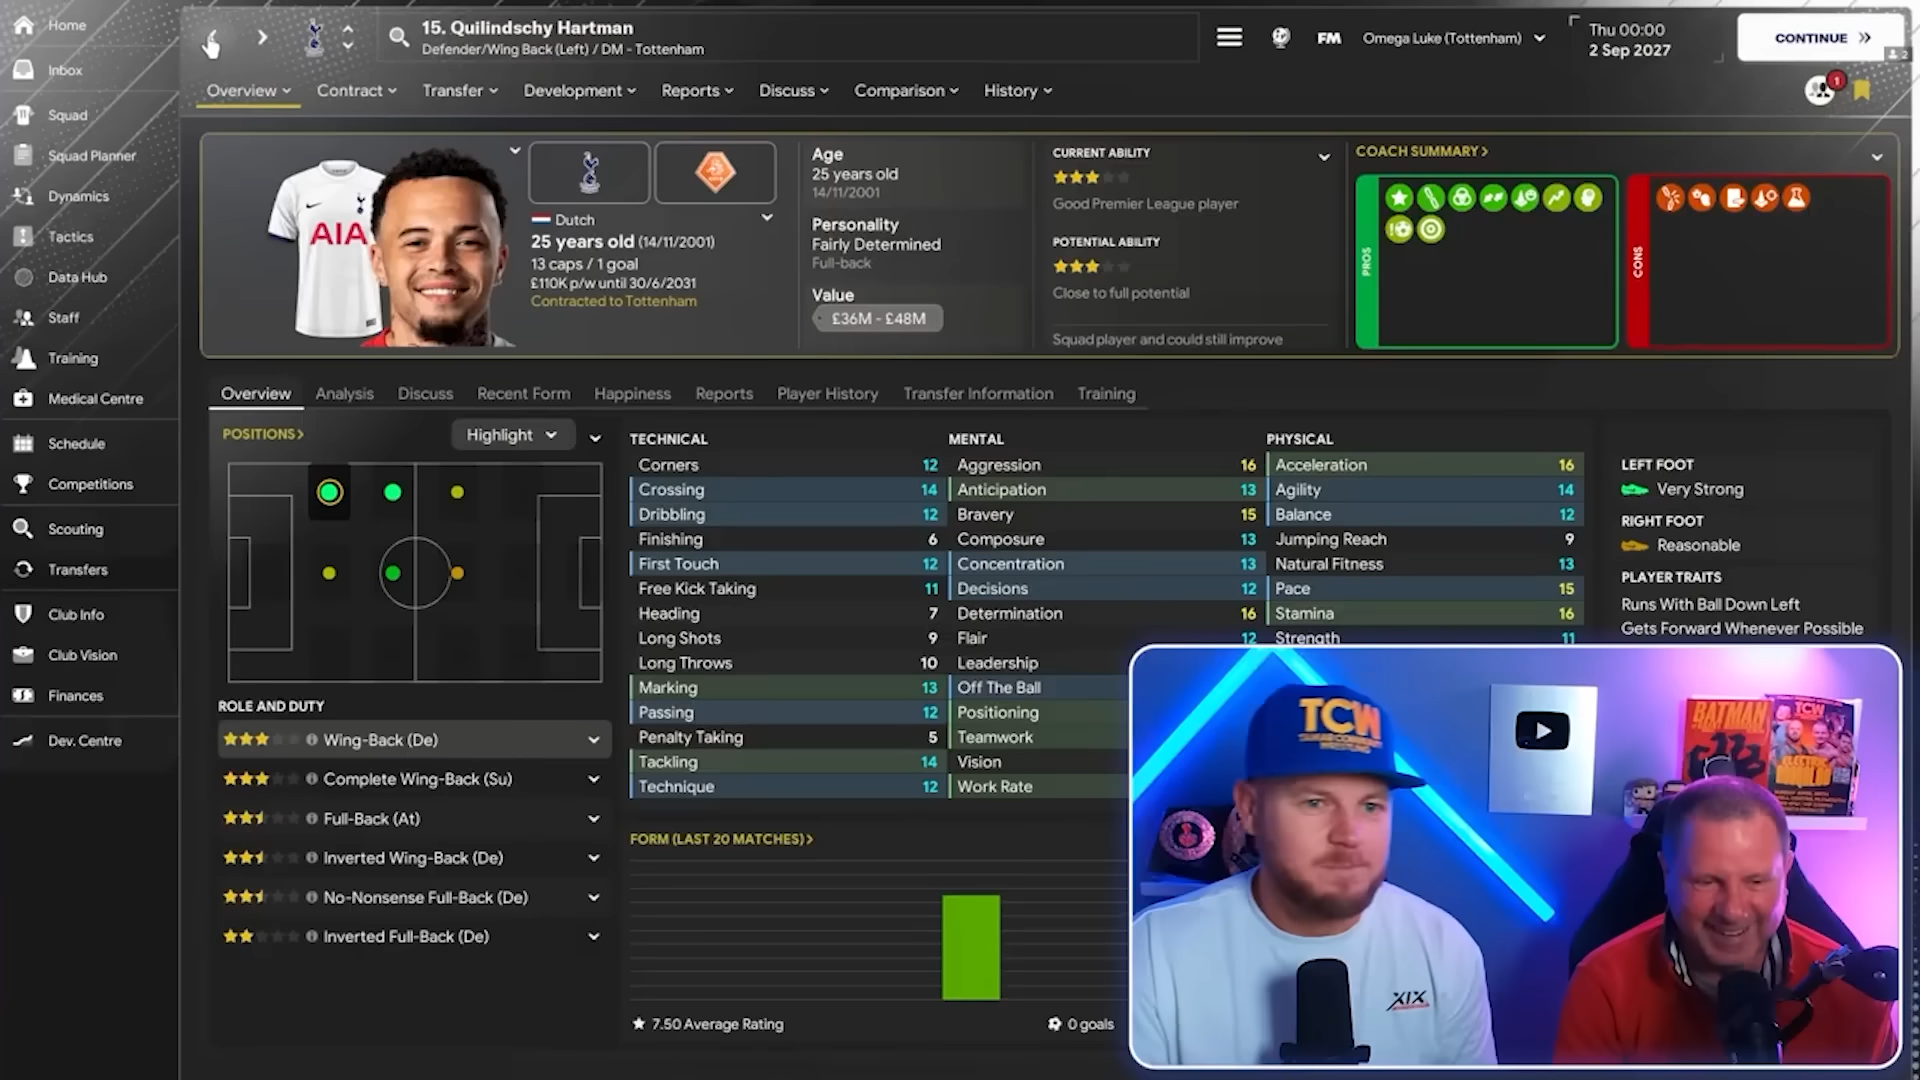 Home
Inbox
Squad
Squad Planner
Dynamics
Tactics
Data Hub
Staff
Training
Medical Centre
Schedule
Competitions
Scouting
Transfers
Club Info
Club Vision
Finances
Dev. Centre
15. Quilindschy Hartman
Defender/Wing Back (Left) / DM - Tottenham
FM
Omega Luke (Tottenham)
Thu 00:00
2 Sep 2027
CONTINUE
2
1
Overview
Contract
Transfer
Development
Reports
Discuss
Comparison
History
AIA
Dutch
25 years old (14/11/2001)
13 caps / 1 goal
£110K p/w until 30/6/2031
Contracted to Tottenham
Age
25 years old
14/11/2001
Personality
Fairly Determined
Full-back
Value
£36M - £48M
CURRENT ABILITY
Good Premier League player
POTENTIAL ABILITY
Close to full potential
Squad player and could still improve
COACH SUMMARY>
PROS
CONS
Overview
Analysis
Discuss
Recent Form
Happiness
Reports
Player History
Transfer Information
Training
POSITIONS>
Highlight
ROLE AND DUTY
Wing-Back (De)
Complete Wing-Back (Su)
Full-Back (At)
Inverted Wing-Back (De)
No-Nonsense Full-Back (De)
Inverted Full-Back (De)
TECHNICAL
Corners 12
Crossing 14
Dribbling 12
Finishing 6
First Touch 12
Free Kick Taking 11
Heading 7
Long Shots 9
Long Throws 10
Marking 13
Passing 12
Penalty Taking 5
Tackling 14
Technique 12
MENTAL
Aggression 16
Anticipation 13
Bravery 15
Composure 13
Concentration 13
Decisions 12
Determination 16
Flair 12
Leadership
Off The Ball
Positioning
Teamwork
Vision
Work Rate
PHYSICAL
Acceleration 16
Agility 14
Balance 12
Jumping Reach 9
Natural Fitness 13
Pace 15
Stamina 16
Strength 11
LEFT FOOT
Very Strong
RIGHT FOOT
Reasonable
PLAYER TRAITS
Runs With Ball Down Left
Gets Forward Whenever Possible
FORM (LAST 20 MATCHES)>
7.50 Average Rating
0 goals
TCW
XIX
BATMAN
TCW